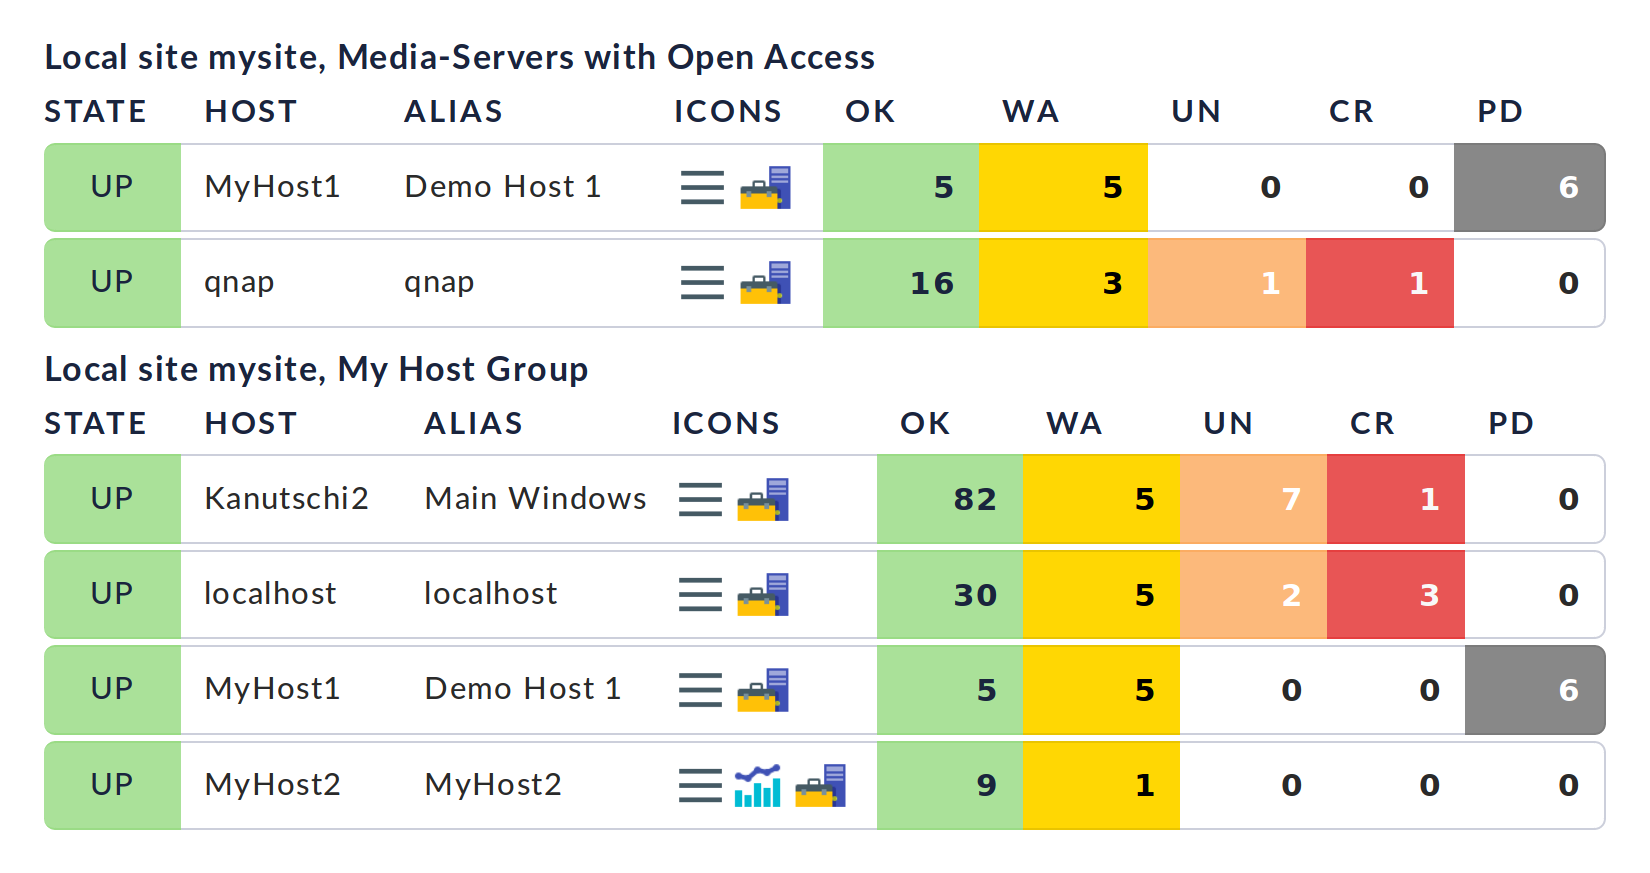 Local site mysite, Media-Servers with Open Access
STATE HOST ALIAS ICONS OK WA UN CR PD
UP MyHost1 Demo Host 1 5 5 0 0 6
UP qnap qnap 16 3 1 1 0
Local site mysite, My Host Group
STATE HOST ALIAS ICONS OK WA UN CR PD
UP Kanutschi2 Main Windows 82 5 7 1 0
UP localhost localhost 30 5 2 3 0
UP MyHost1 Demo Host 1 5 5 0 0 6
UP MyHost2 MyHost2 9 1 0 0 0